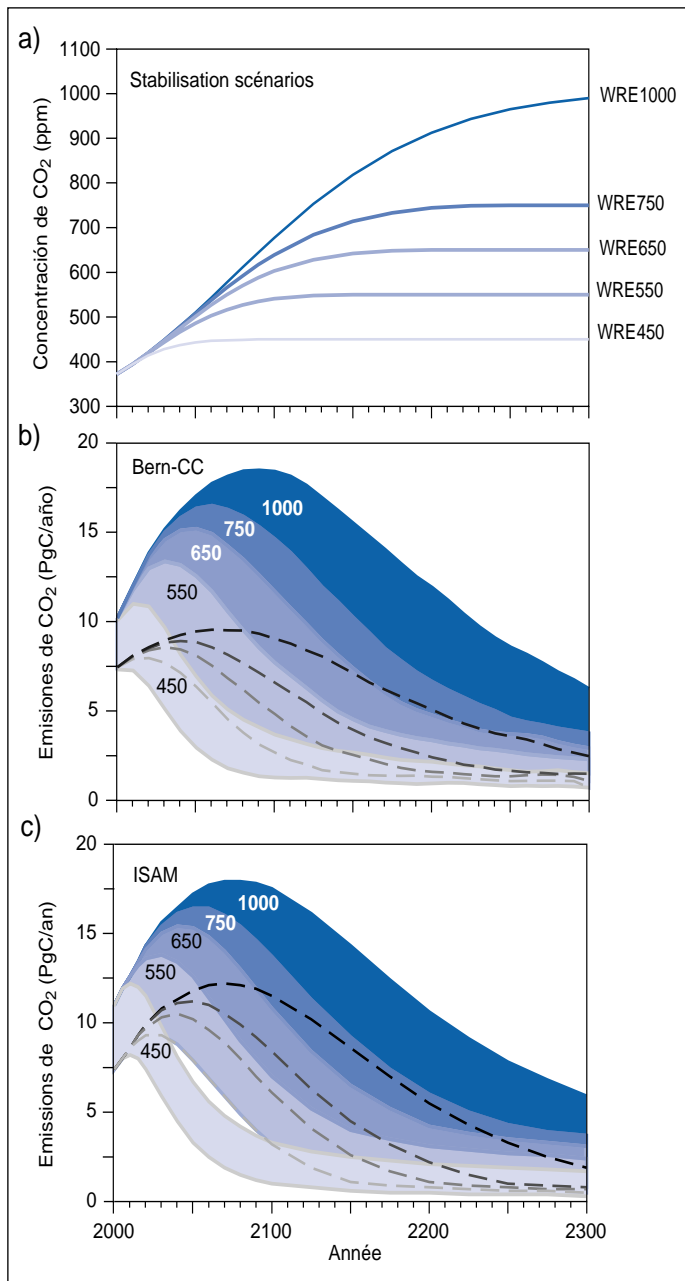 a)
1100
Stabilisation scénarios
1000
WRE1000
900
800
WRE750
700
WRE650
600
WRE550
500
WRE450
400
300
Concentración de CO2 (ppm)
b)
20
Bern-CC
1000
15
750
650
550
10
450
5
0
Emisiones de CO2 (PgC/año)
c)
20
ISAM
1000
15
750
650
550
10
450
5
0
Emissions de CO2 (PgC/an)
2000
2100
2200
2300
Année